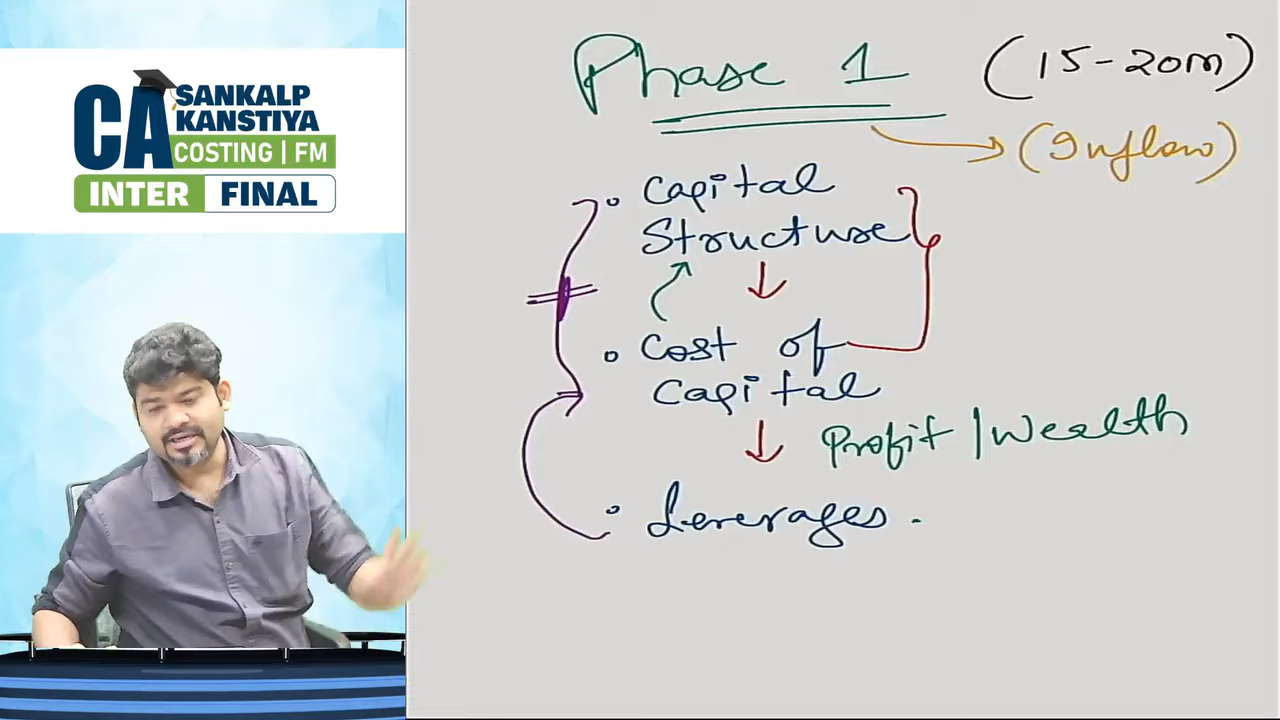 CA SANKALP
KANSTIYA
COSTING | FM
INTER FINAL
Phase 1 (15-20m)
(Inflow)
• Capital
Structure
• Cost of
Capital
Profit | Wealth
• Leverages.